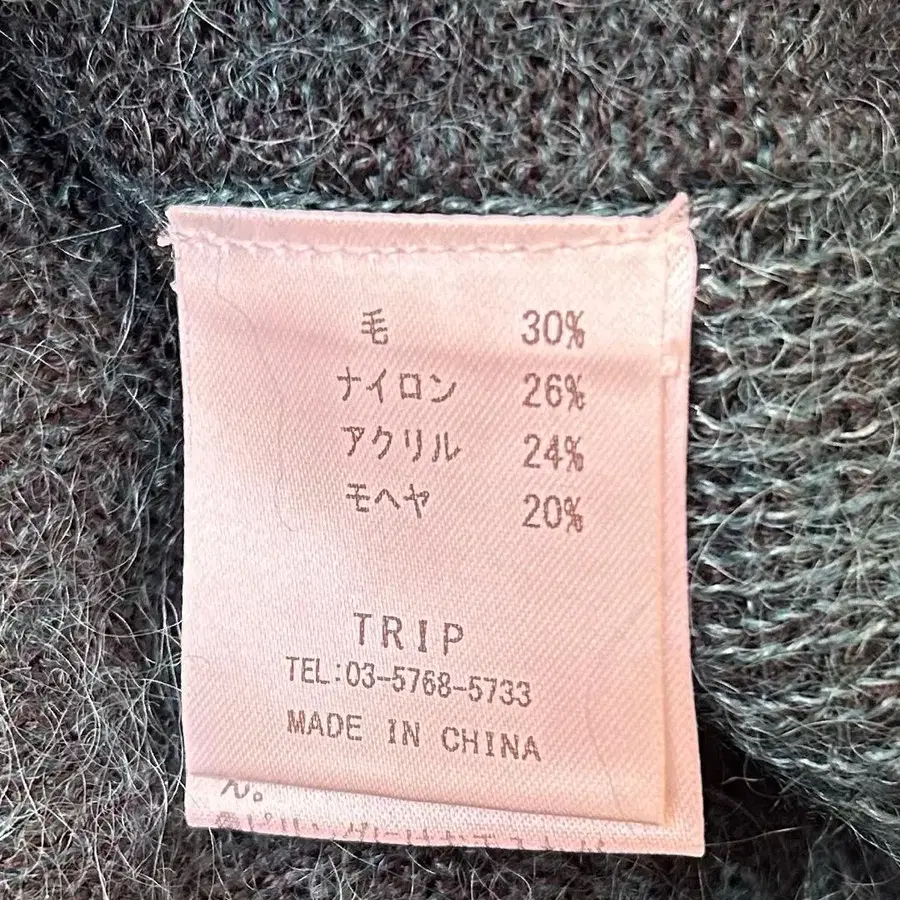 毛 30%
ナイロン 26%
アクリル 24%
モヘヤ 20%
TRIP
TEL:03-5768-5733
MADE IN CHINA
ん。